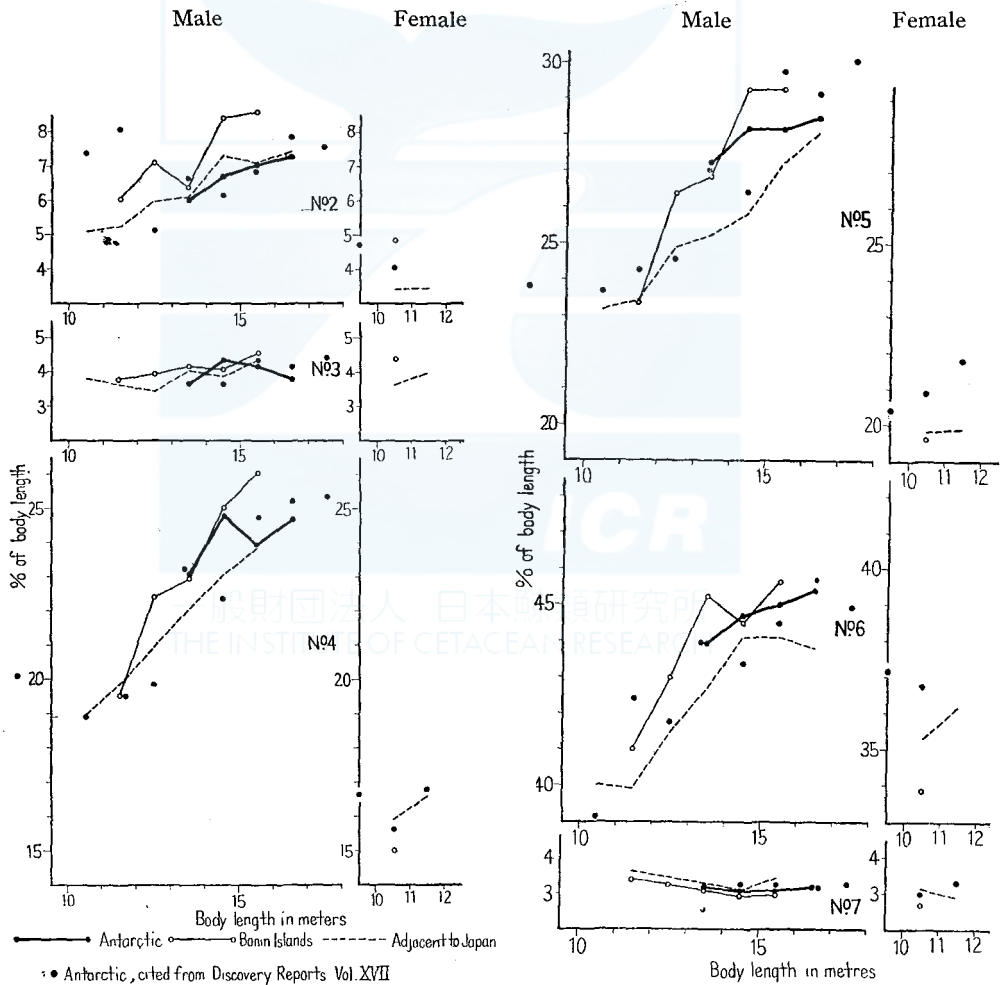 Male Female Male Female
30
8 8
7 7
6 6
5 5
4 4
No2
10 15 10 11 12
25 25
No5
5 5
4 4
3 3
No3
10 11 12
20 20
10 15 10 11 12
% of body length
25 25
20 20
15 15
No4
10 15 10 11 12
Body length in meters
% of body length
45 40
40 35
No6
10 15 10 11 12
4 4
3 3
No7
10 15 10 11 12
Body length in metres
ICR
一般財団法人 日本鯨類研究所
THE INSTITUTE OF CETACEAN RESEARCH
Antarctic Bonin Islands Adjacent to Japan
Antarctic, cited from Discovery Reports Vol. XVII